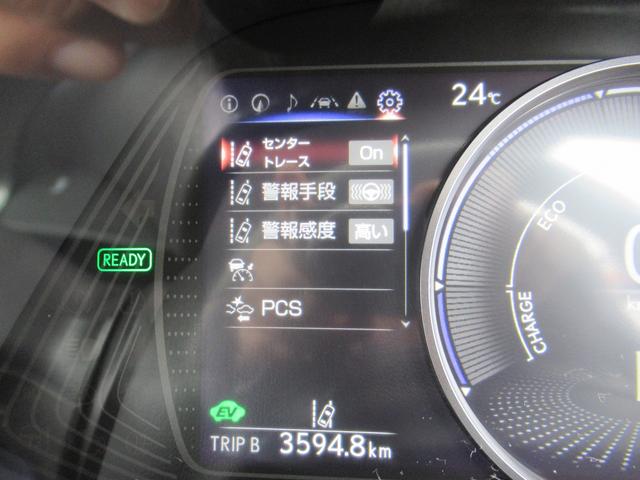 24℃
センター
トレース On
警報手段
警報感度 高い
PCS
READY
EV
TRIP B 3594.8km
ECO
CHARGE